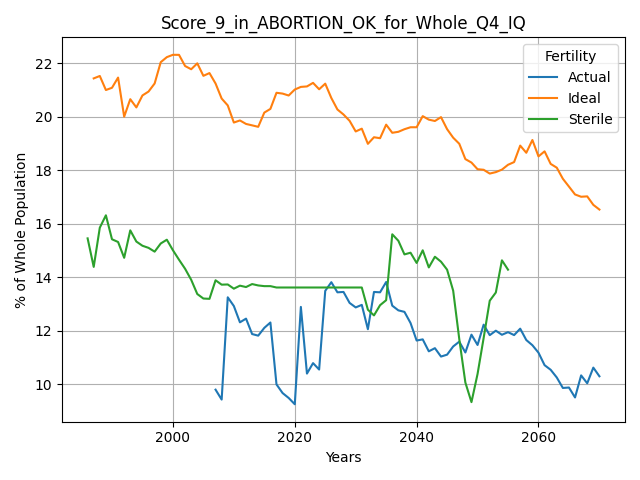 Score_9_in_ABORTION_OK_for_Whole_Q4_IQ
% of Whole Population
22
20
18
16
14
12
10
Fertility
Actual
Ideal
Sterile
2000
2020
2040
2060
Years